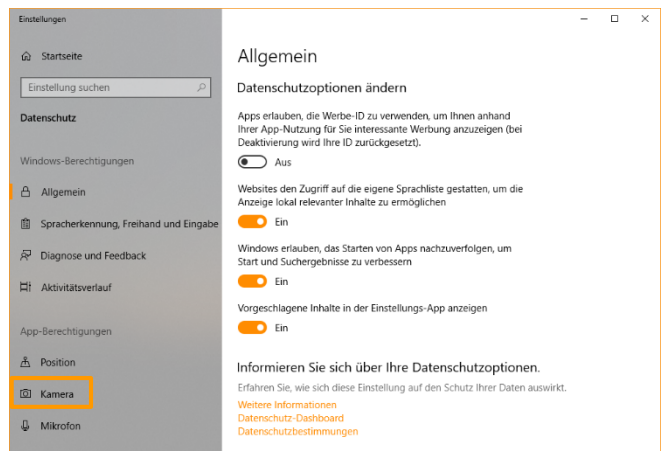 Einstellungen
Startseite
Einstellung suchen
Datenschutz
Windows-Berechtigungen
Allgemein
Spracherkennung, Freihand und Eingabe
Diagnose und Feedback
Aktivitätsverlauf
App-Berechtigungen
Position
Kamera
Mikrofon
Allgemein
Datenschutzoptionen ändern
Apps erlauben, die Werbe-ID zu verwenden, um Ihnen anhand
Ihrer App-Nutzung für Sie interessante Werbung anzuzeigen (bei
Deaktivierung wird Ihre ID zurückgesetzt).
Aus
Websites den Zugriff auf die eigene Sprachliste gestatten, um die
Anzeige lokal relevanter Inhalte zu ermöglichen
Ein
Windows erlauben, das Starten von Apps nachzuverfolgen, um
Start und Suchergebnisse zu verbessern
Ein
Vorgeschlagene Inhalte in der Einstellungs-App anzeigen
Ein
Informieren Sie sich über Ihre Datenschutzoptionen.
Erfahren Sie, wie sich diese Einstellung auf den Schutz Ihrer Daten auswirkt.
Weitere Informationen
Datenschutz-Dashboard
Datenschutzbestimmungen